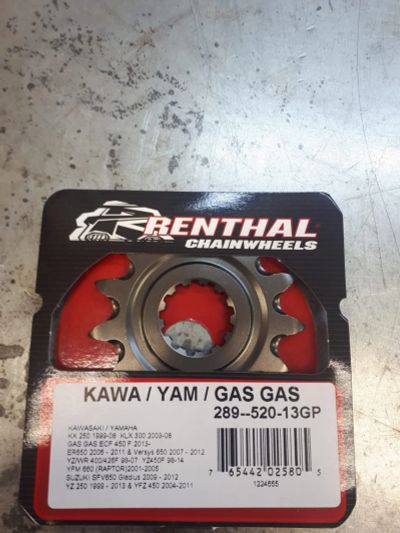 RENTHAL
CHAINWHEELS
KAWA / YAM / GAS GAS
289--520-13GP
KAWASAKI / YAMAHA
KX 250 1999-08 KLX 300 2003-08
GAS GAS ECF 450 F 2013-
ER650 2006 - 2011 & Versys 650 2007 - 2012
YZ/WR 400/426F 98-07 YZ450F 98-14
YFM 660 (RAPTOR)2001-2005
SUZUKI SFV650 Gladius 2009 - 2012
YZ 250 1999 - 2013 & YFZ 450 2004-2011
7 65442 02580 5
1224655